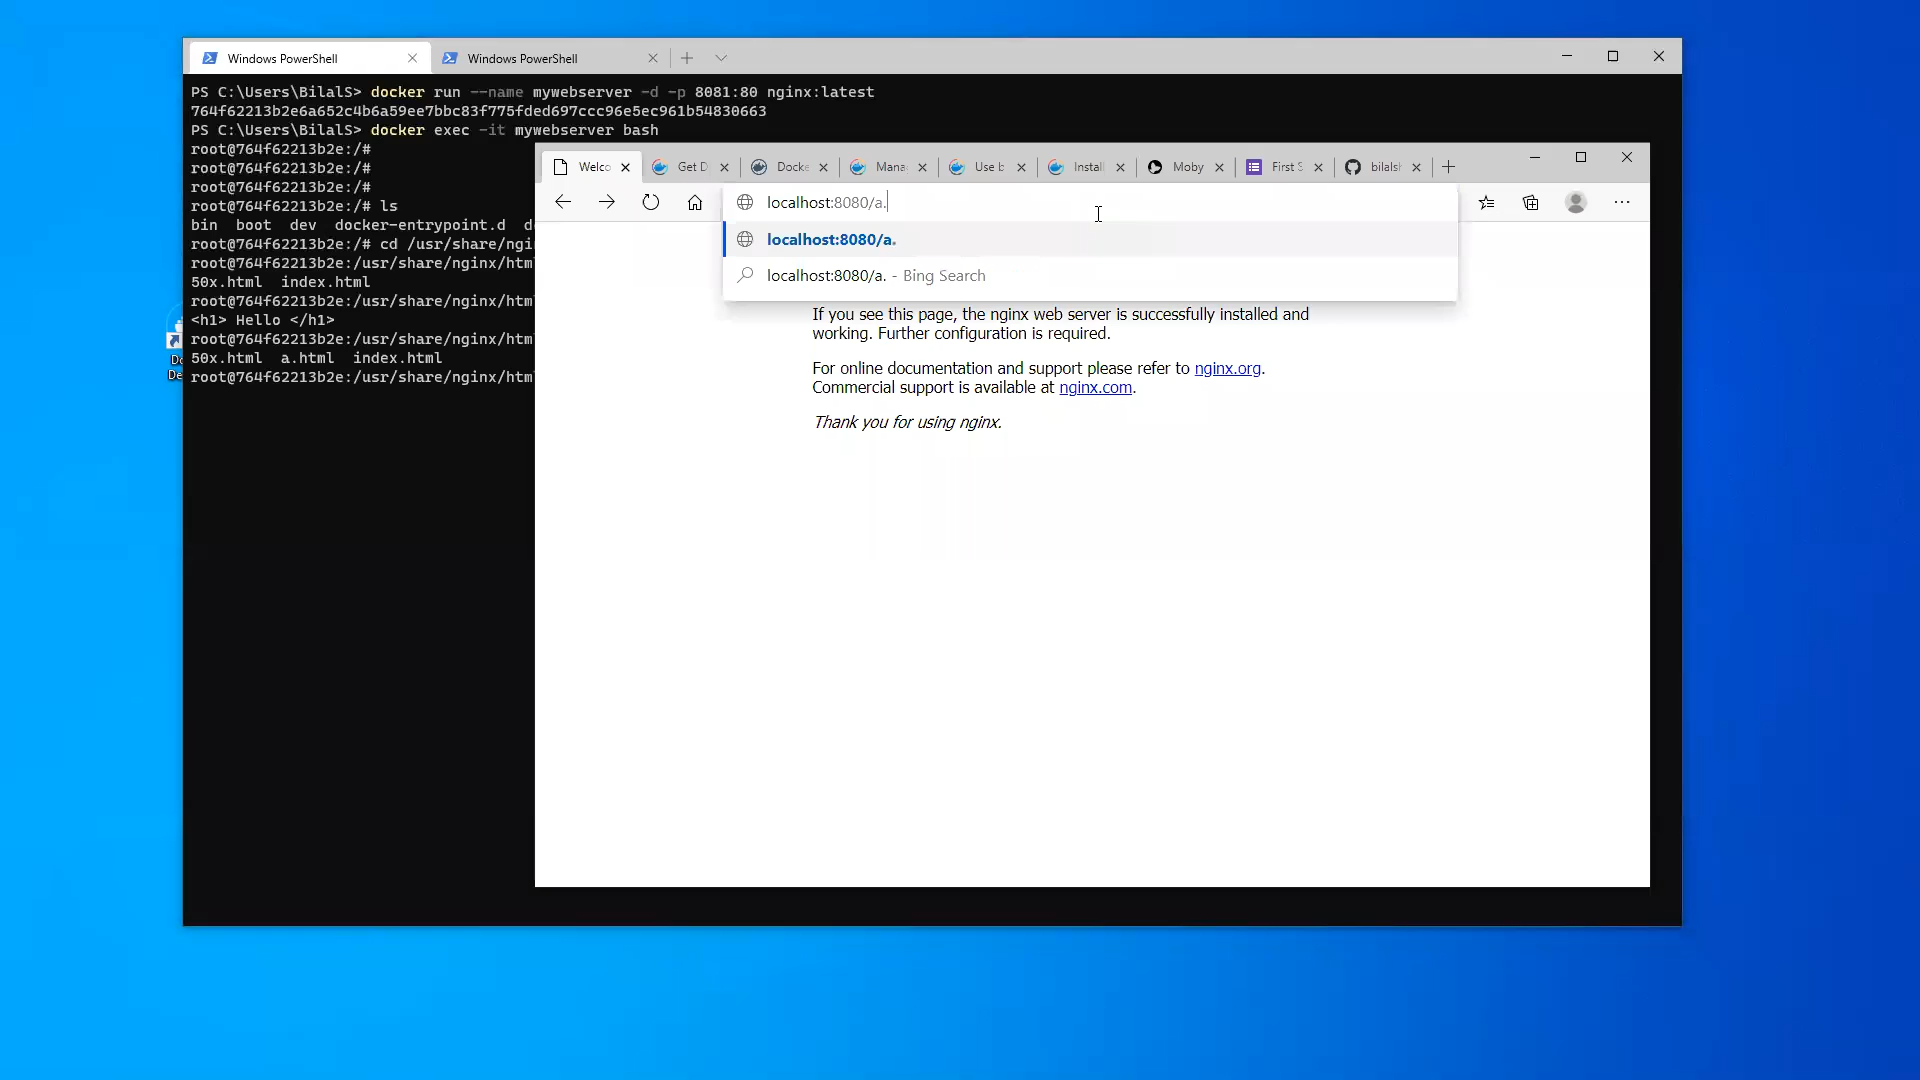 Windows PowerShell
Windows PowerShell
PS C:\Users\BilalS> docker run --name mywebserver -d -p 8081:80 nginx:latest
764f62213b2e6a652c4b6a59ee7bbc83f775fded697ccc96e5ec961b54830663
PS C:\Users\BilalS> docker exec -it mywebserver bash
root@764f62213b2e:/#
root@764f62213b2e:/#
root@764f62213b2e:/#
root@764f62213b2e:/# ls
bin boot dev docker-entrypoint.d
root@764f62213b2e:/# cd /usr/share/ngi
root@764f62213b2e:/usr/share/nginx/htm
50x.html index.html
root@764f62213b2e:/usr/share/nginx/htm
<h1> Hello </h1>
root@764f62213b2e:/usr/share/nginx/htm
50x.html a.html index.html
root@764f62213b2e:/usr/share/nginx/htm
Welco
Get D
Docke
Mana
Use b
Install
Moby
First S
bilalsh
localhost:8080/a.
localhost:8080/a.
localhost:8080/a. - Bing Search
If you see this page, the nginx web server is successfully installed and
working. Further configuration is required.
For online documentation and support please refer to nginx.org.
Commercial support is available at nginx.com.
Thank you for using nginx.